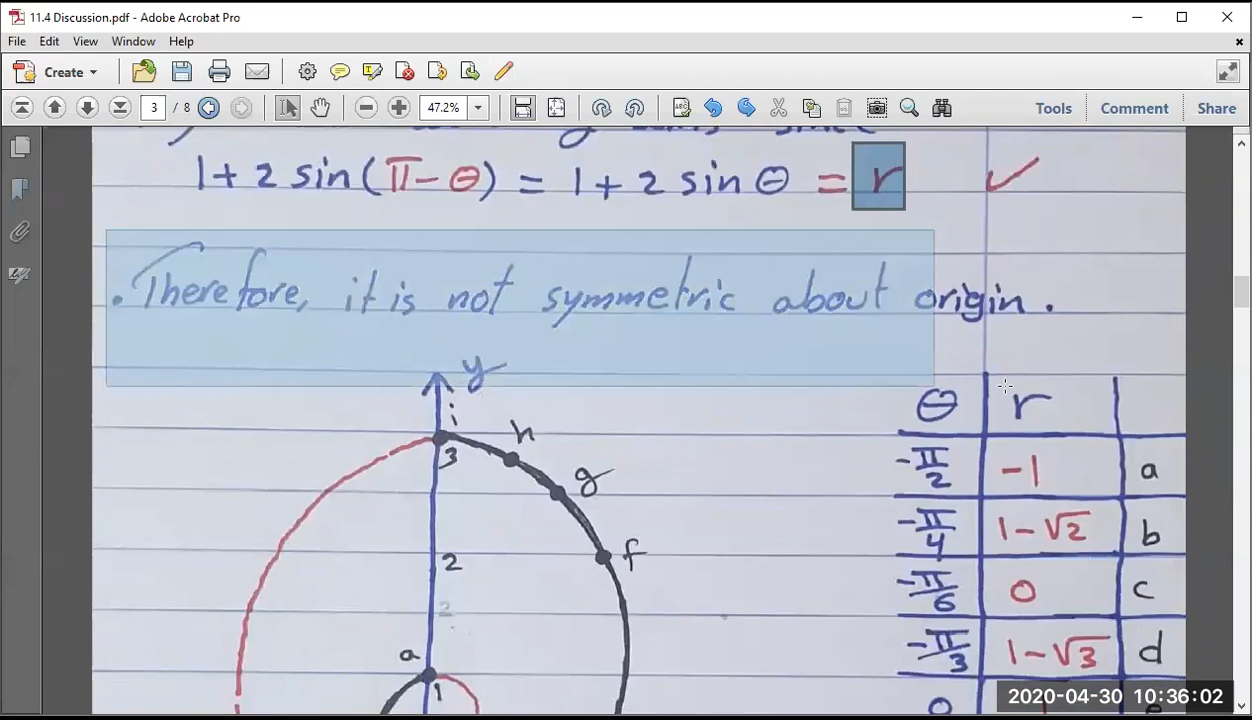 11.4 Discussion.pdf - Adobe Acrobat Pro
File Edit View Window Help
Create
3 / 8 47.2% Tools Comment Share
1 + 2 sin(π - θ) = 1 + 2 sin θ = r ✓
. Therefore, it is not symmetric about origin.
y
i
h
3
g
f
2
2
a
1
θ r
-π/2 -1 a
-π/4 1-√2 b
-π/6 0 c
-π/3 1-√3 d
2020-04-30 10:36:02